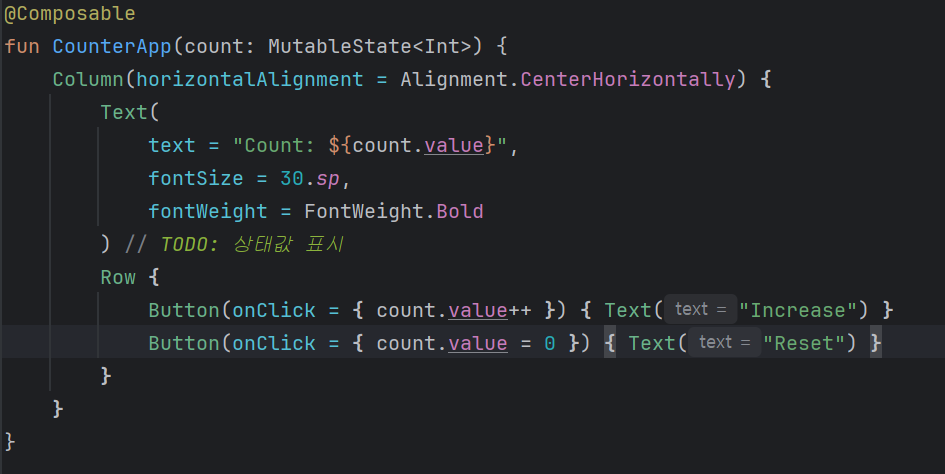 @Composable
fun CounterApp(count: MutableState<Int>) {
    Column(horizontalAlignment = Alignment.CenterHorizontally) {
        Text(
            text = "Count: ${count.value}",
            fontSize = 30.sp,
            fontWeight = FontWeight.Bold
        ) // TODO: 상태값 표시
        Row {
            Button(onClick = { count.value++ }) { Text( text = "Increase") }
            Button(onClick = { count.value = 0 }) { Text( text = "Reset") }
        }
    }
}